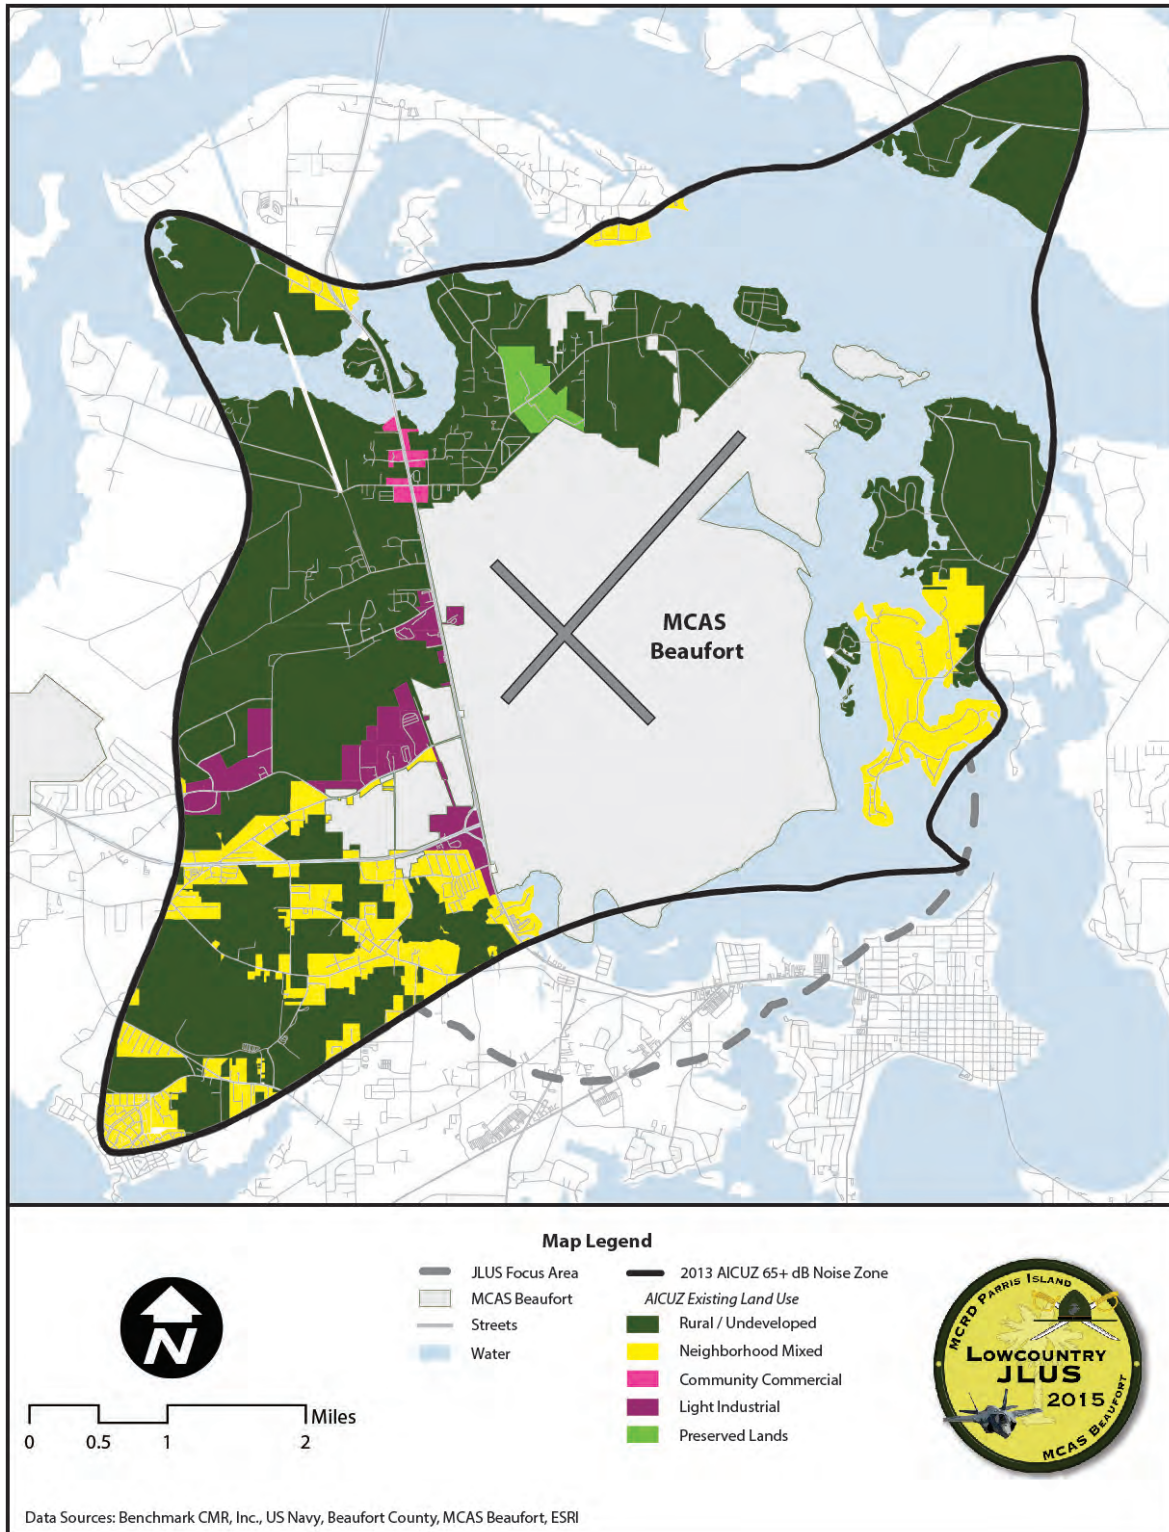 MCAS
Beaufort
Map Legend
JLUS Focus Area
MCAS Beaufort
Streets
Water
2013 AICUZ 65+ dB Noise Zone
AICUZ Existing Land Use
Rural / Undeveloped
Neighborhood Mixed
Community Commercial
Light Industrial
Preserved Lands
N
Miles
0 0.5 1 2
MCRD PARRIS ISLAND
LOWCOUNTRY
JLUS
2015
MCAS BEAUFORT
Data Sources: Benchmark CMR, Inc., US Navy, Beaufort County, MCAS Beaufort, ESRI